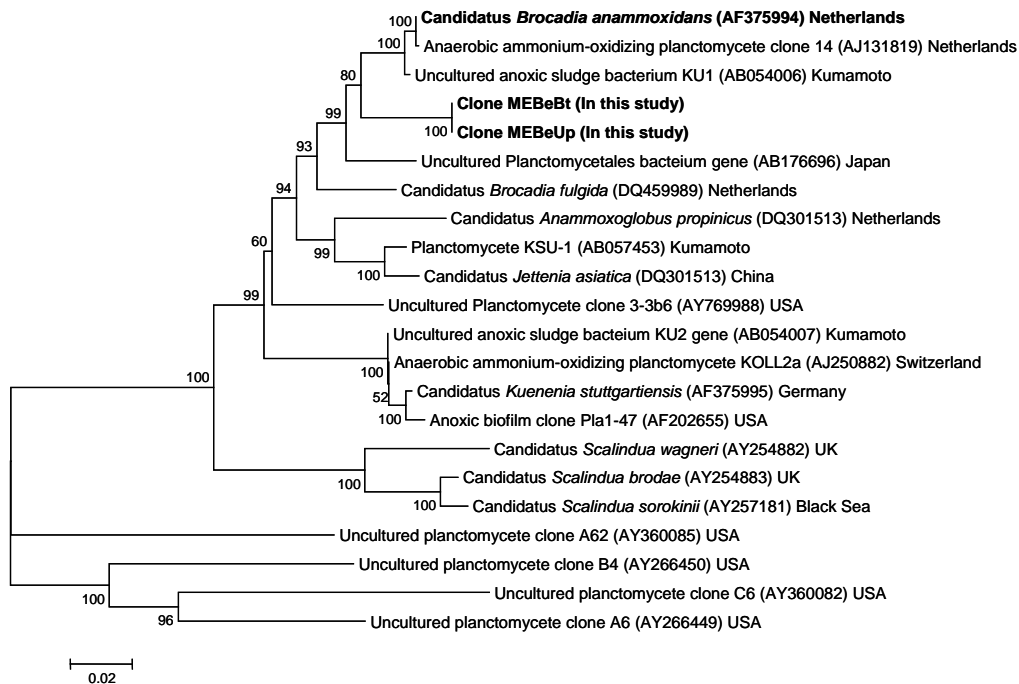 100 Candidatus Brocadia anammoxidans (AF375994) Netherlands
100 Anaerobic ammonium-oxidizing planctomycete clone 14 (AJ131819) Netherlands
Uncultured anoxic sludge bacterium KU1 (AB054006) Kumamoto
80
Clone MEBeBt (In this study)
99
100 Clone MEBeUp (In this study)
93
Uncultured Planctomycetales bacteium gene (AB176696) Japan
94 Candidatus Brocadia fulgida (DQ459989) Netherlands
Candidatus Anammoxoglobus propinicus (DQ301513) Netherlands
60 99 Planctomycete KSU-1 (AB057453) Kumamoto
100 Candidatus Jettenia asiatica (DQ301513) China
99 Uncultured Planctomycete clone 3-3b6 (AY769988) USA
Uncultured anoxic sludge bacteium KU2 gene (AB054007) Kumamoto
Anaerobic ammonium-oxidizing planctomycete KOLL2a (AJ250882) Switzerland
100 100
52 Candidatus Kuenenia stuttgartiensis (AF375995) Germany
100 Anoxic biofilm clone Pla1-47 (AF202655) USA
Candidatus Scalindua wagneri (AY254882) UK
100 Candidatus Scalindua brodae (AY254883) UK
100 Candidatus Scalindua sorokinii (AY257181) Black Sea
Uncultured planctomycete clone A62 (AY360085) USA
Uncultured planctomycete clone B4 (AY266450) USA
100 Uncultured planctomycete clone C6 (AY360082) USA
96 Uncultured planctomycete clone A6 (AY266449) USA
0.02